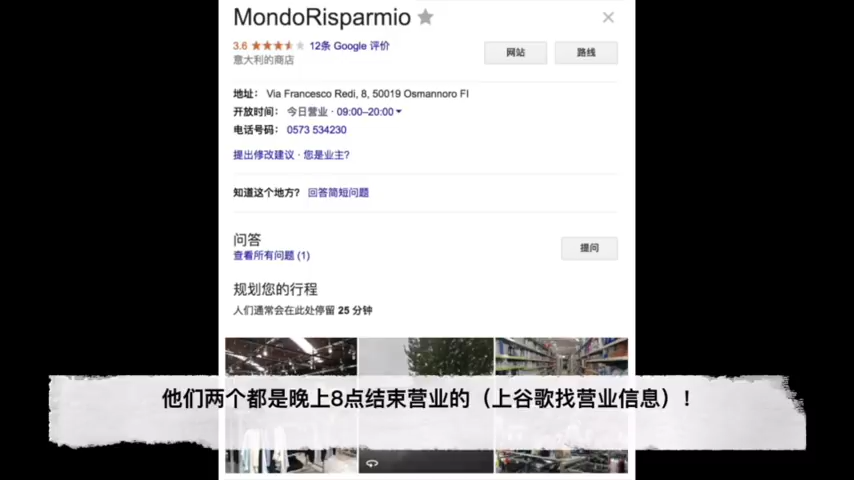 MondoRisparmio
3.6 12条 Google 评价
意大利的商店
网站
路线
地址： Via Francesco Redi, 8, 50019 Osmannoro FI
开放时间： 今日营业 · 09:00–20:00
电话号码： 0573 534230
提出修改建议 · 您是业主?
知道这个地方? 回答简短问题
问答
查看所有问题 (1)
提问
规划您的行程
人们通常会在此处停留 25 分钟
他们两个都是晚上8点结束营业的（上谷歌找营业信息）!